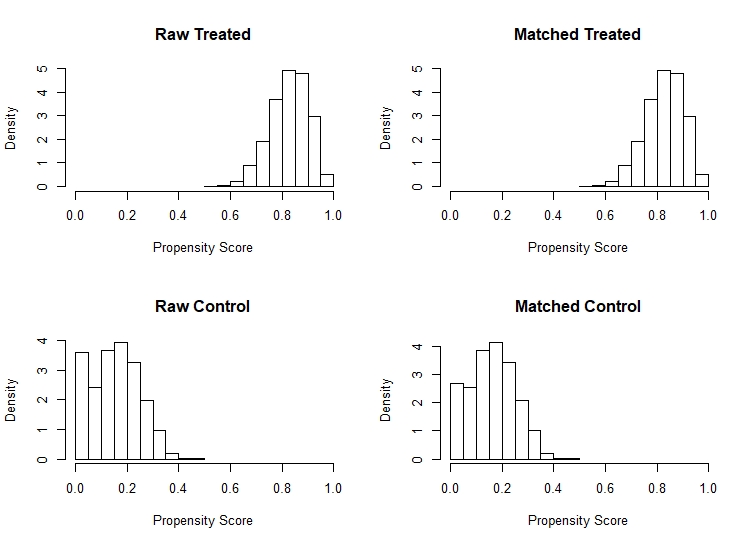 Raw Treated
Density
0 1 2 3 4 5
0.0 0.2 0.4 0.6 0.8 1.0
Propensity Score
Matched Treated
Density
0 1 2 3 4 5
0.0 0.2 0.4 0.6 0.8 1.0
Propensity Score
Raw Control
Density
0 1 2 3 4
0.0 0.2 0.4 0.6 0.8 1.0
Propensity Score
Matched Control
Density
0 1 2 3 4
0.0 0.2 0.4 0.6 0.8 1.0
Propensity Score